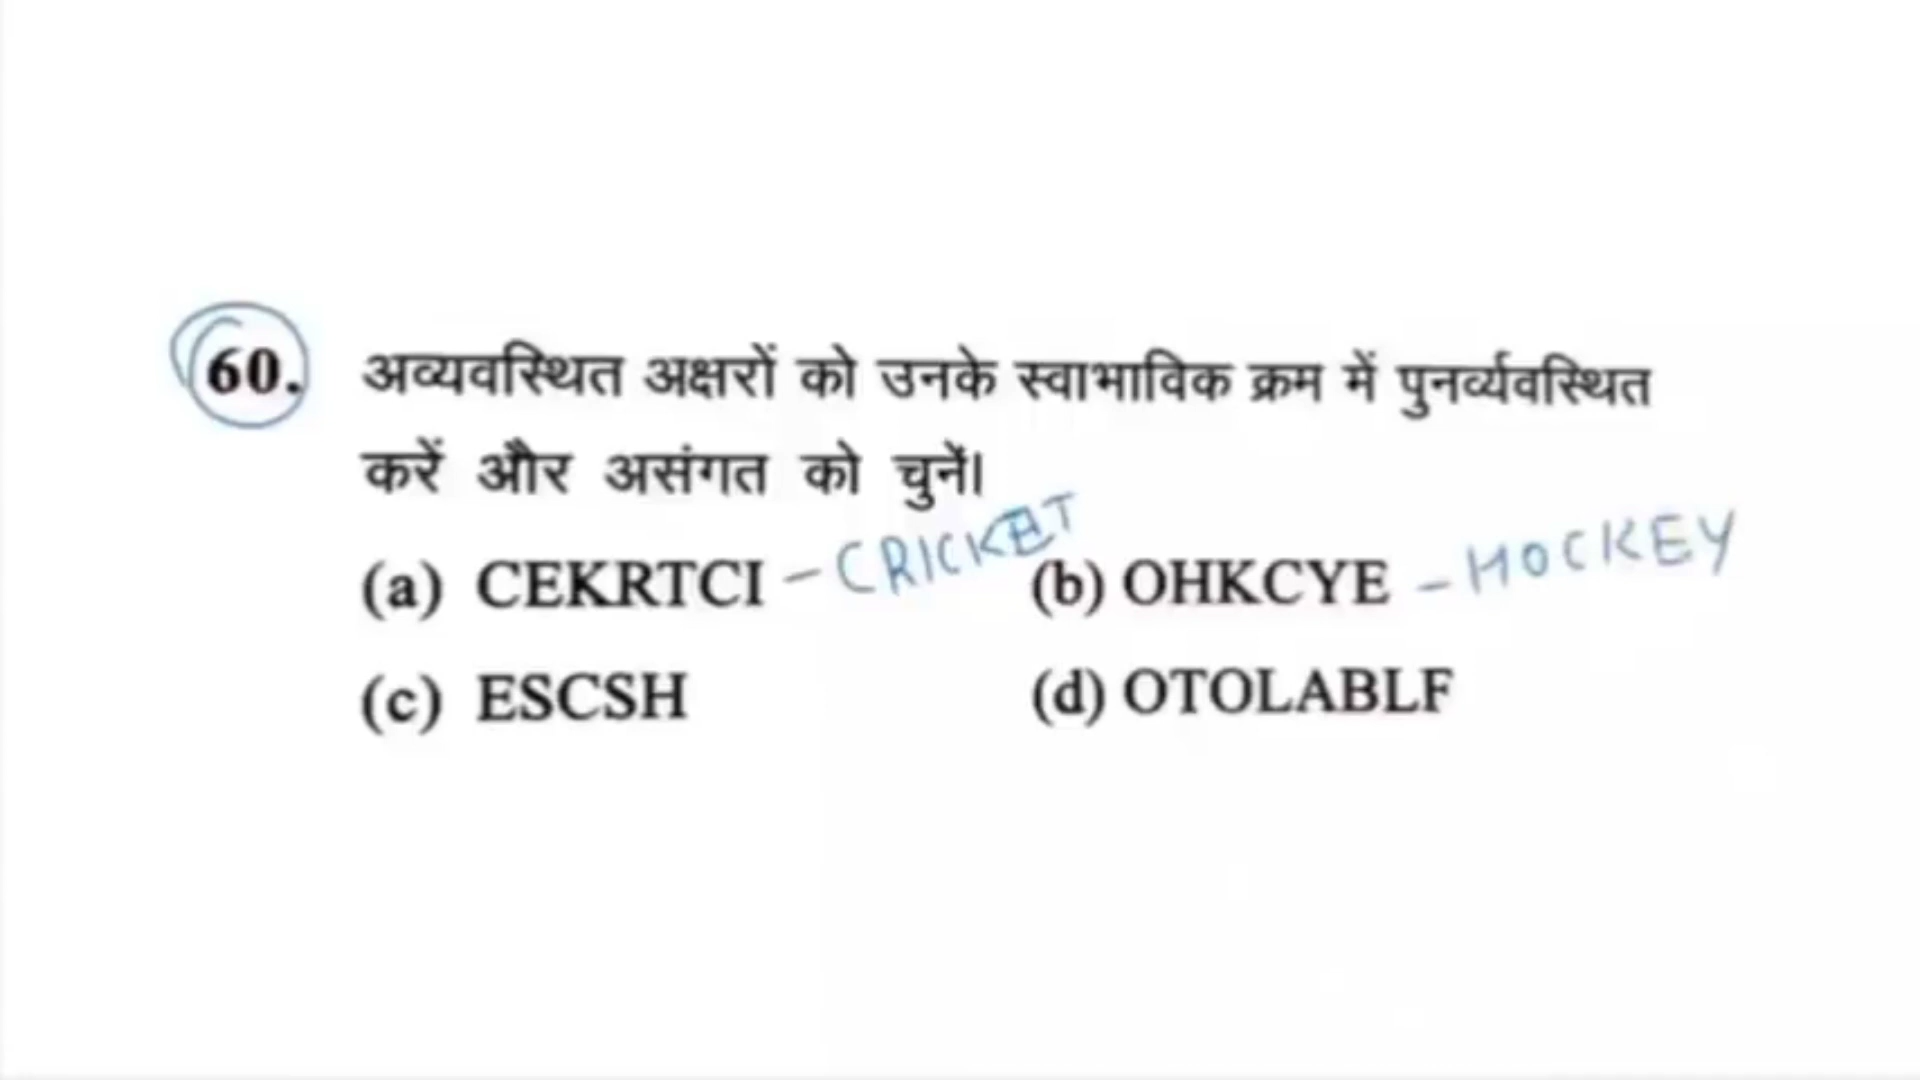 60. अव्यवस्थित अक्षरों को उनके स्वाभाविक क्रम में पुनर्व्यवस्थित
करें और असंगत को चुनें।
(a) CEKRTCI - CRICKET (b) OHKCYE - HOCKEY
(c) ESCSH (d) OTOLABLF